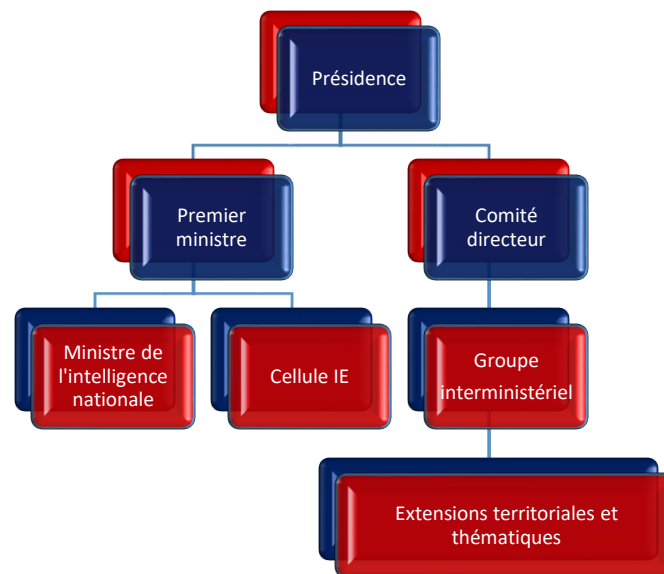 Présidence
Premier
ministre
Comité
directeur
Ministre de
l'intelligence
nationale
Cellule IE
Groupe
interministériel
Extensions territoriales et
thématiques